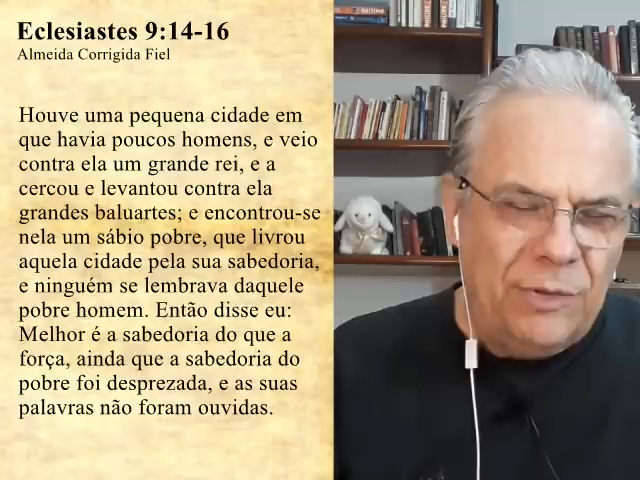 Eclesiastes 9:14-16
Almeida Corrigida Fiel
Houve uma pequena cidade em
que havia poucos homens, e veio
contra ela um grande rei, e a
cercou e levantou contra ela
grandes baluartes; e encontrou-se
nela um sábio pobre, que livrou
aquela cidade pela sua sabedoria,
e ninguém se lembrava daquele
pobre homem. Então disse eu:
Melhor é a sabedoria do que a
força, ainda que a sabedoria do
pobre foi desprezada, e as suas
palavras não foram ouvidas.